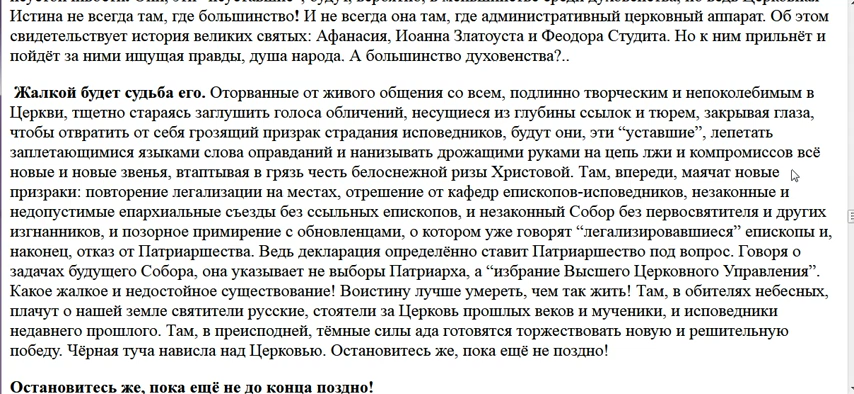 Истина не всегда там, где большинство! И не всегда она там, где административный церковный аппарат. Об этом
свидетельствует история великих святых: Афанасия, Иоанна Златоуста и Феодора Студита. Но к ним прильнёт и
пойдёт за ними ищущая правды, душа народа. А большинство духовенства?..
Жалкой будет судьба его. Оторванные от живого общения со всем, подлинно творческим и непоколебимым в
Церкви, тщетно стараясь заглушить голоса обличений, несущиеся из глубины ссылок и тюрем, закрывая глаза,
чтобы отвратить от себя грозящий призрак страдания исповедников, будут они, эти “уставшие”, лепетать
заплетающимися языками слова оправданий и нанизывать дрожащими руками на цепь лжи и компромиссов всё
новые и новые звенья, втаптывая в грязь честь белоснежной ризы Христовой. Там, впереди, маячат новые
призраки: повторение легализации на местах, отрешение от кафедр епископов-исповедников, незаконные и
недопустимые епархиальные съезды без ссыльных епископов, и незаконный Собор без первосвятителя и других
изгнанников, и позорное примирение с обновленцами, о котором уже говорят “легализировавшиеся” епископы и,
наконец, отказ от Патриаршества. Ведь декларация определённо ставит Патриаршество под вопрос. Говоря о
задачах будущего Собора, она указывает не выборы Патриарха, а “избрание Высшего Церковного Управления”.
Какое жалкое и недостойное существование! Воистину лучше умереть, чем так жить! Там, в обителях небесных,
плачут о нашей земле святители русские, стоятели за Церковь прошлых веков и мученики, и исповедники
недавнего прошлого. Там, в преисподней, тёмные силы ада готовятся торжествовать новую и решительную
победу. Чёрная туча нависла над Церковью. Остановитесь же, пока ещё не поздно!
Остановитесь же, пока ещё не до конца поздно!